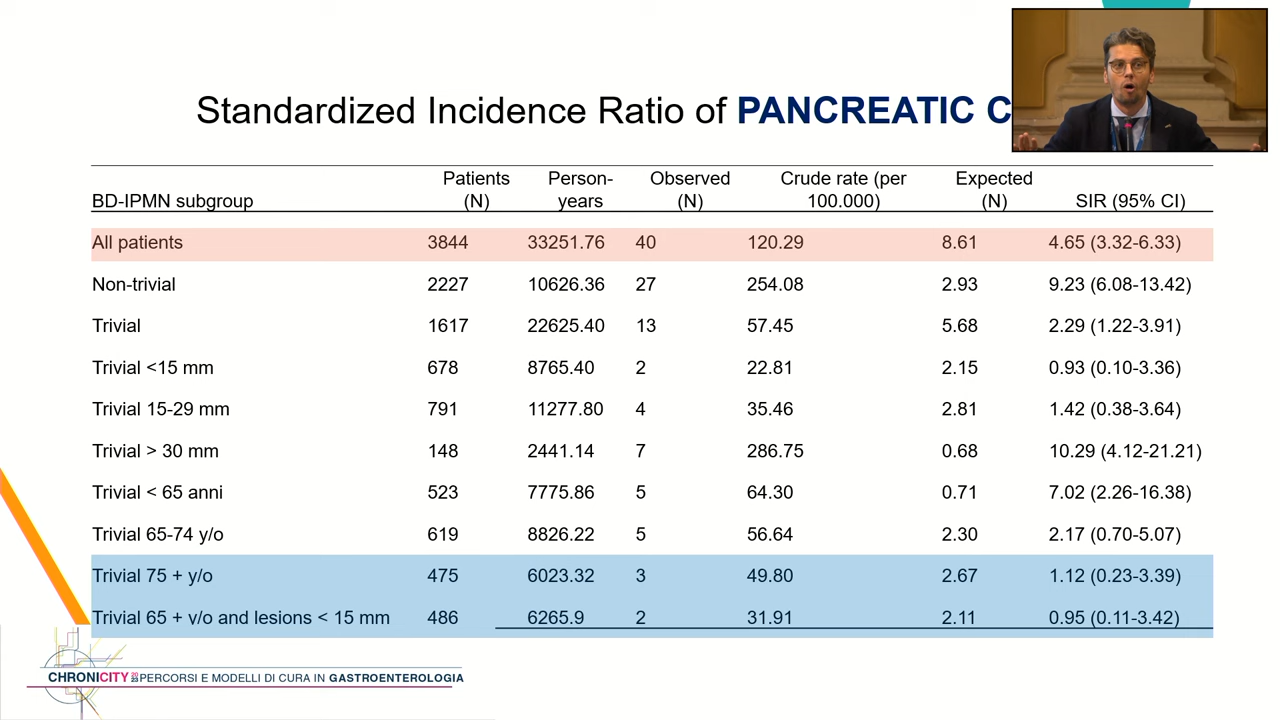 Standardized Incidence Ratio of PANCREATIC C
BD-IPMN subgroup Patients (N) Person-years Observed (N) Crude rate (per 100.000) Expected (N) SIR (95% CI)
All patients 3844 33251.76 40 120.29 8.61 4.65 (3.32-6.33)
Non-trivial 2227 10626.36 27 254.08 2.93 9.23 (6.08-13.42)
Trivial 1617 22625.40 13 57.45 5.68 2.29 (1.22-3.91)
Trivial <15 mm 678 8765.40 2 22.81 2.15 0.93 (0.10-3.36)
Trivial 15-29 mm 791 11277.80 4 35.46 2.81 1.42 (0.38-3.64)
Trivial > 30 mm 148 2441.14 7 286.75 0.68 10.29 (4.12-21.21)
Trivial < 65 anni 523 7775.86 5 64.30 0.71 7.02 (2.26-16.38)
Trivial 65-74 y/o 619 8826.22 5 56.64 2.30 2.17 (0.70-5.07)
Trivial 75 + y/o 475 6023.32 3 49.80 2.67 1.12 (0.23-3.39)
Trivial 65 + y/o and lesions < 15 mm 486 6265.9 2 31.91 2.11 0.95 (0.11-3.42)
CHRONICITY 2023 PERCORSI E MODELLI DI CURA IN GASTROENTEROLOGIA